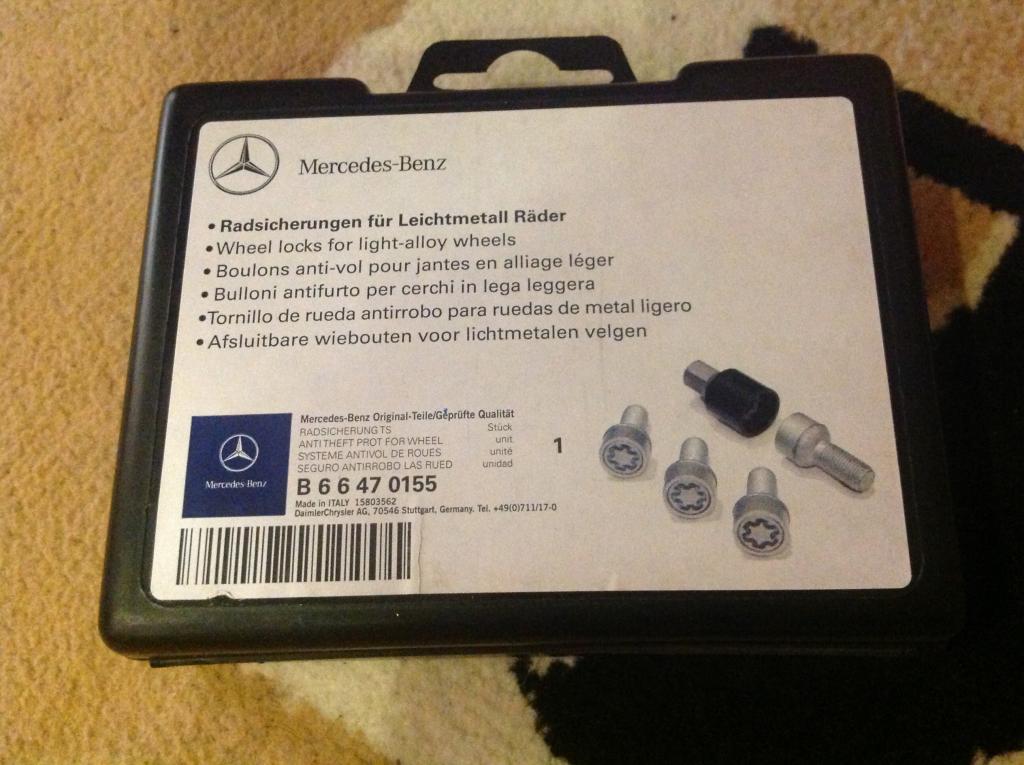 Mercedes-Benz
• Radsicherungen für Leichtmetall Räder
• Wheel locks for light-alloy wheels
• Boulons anti-vol pour jantes en alliage léger
• Bulloni antifurto per cerchi in lega leggera
• Tornillo de rueda antirrobo para ruedas de metal ligero
• Afsluitbare wiebouten voor lichtmetalen velgen
Mercedes-Benz Original-Teile/Geprüfte Qualität
RADSICHERUNG TS Stück
ANTI THEFT PROT FOR WHEEL unit 1
SYSTEME ANTIVOL DE ROUES unité
SEGURO ANTIRROBO LAS RUED unidad
B 6 6 47 0155
Made in ITALY 15803562
DaimlerChrysler AG, 70546 Stuttgart, Germany. Tel. +49(0)711/17-0
Mercedes-Benz